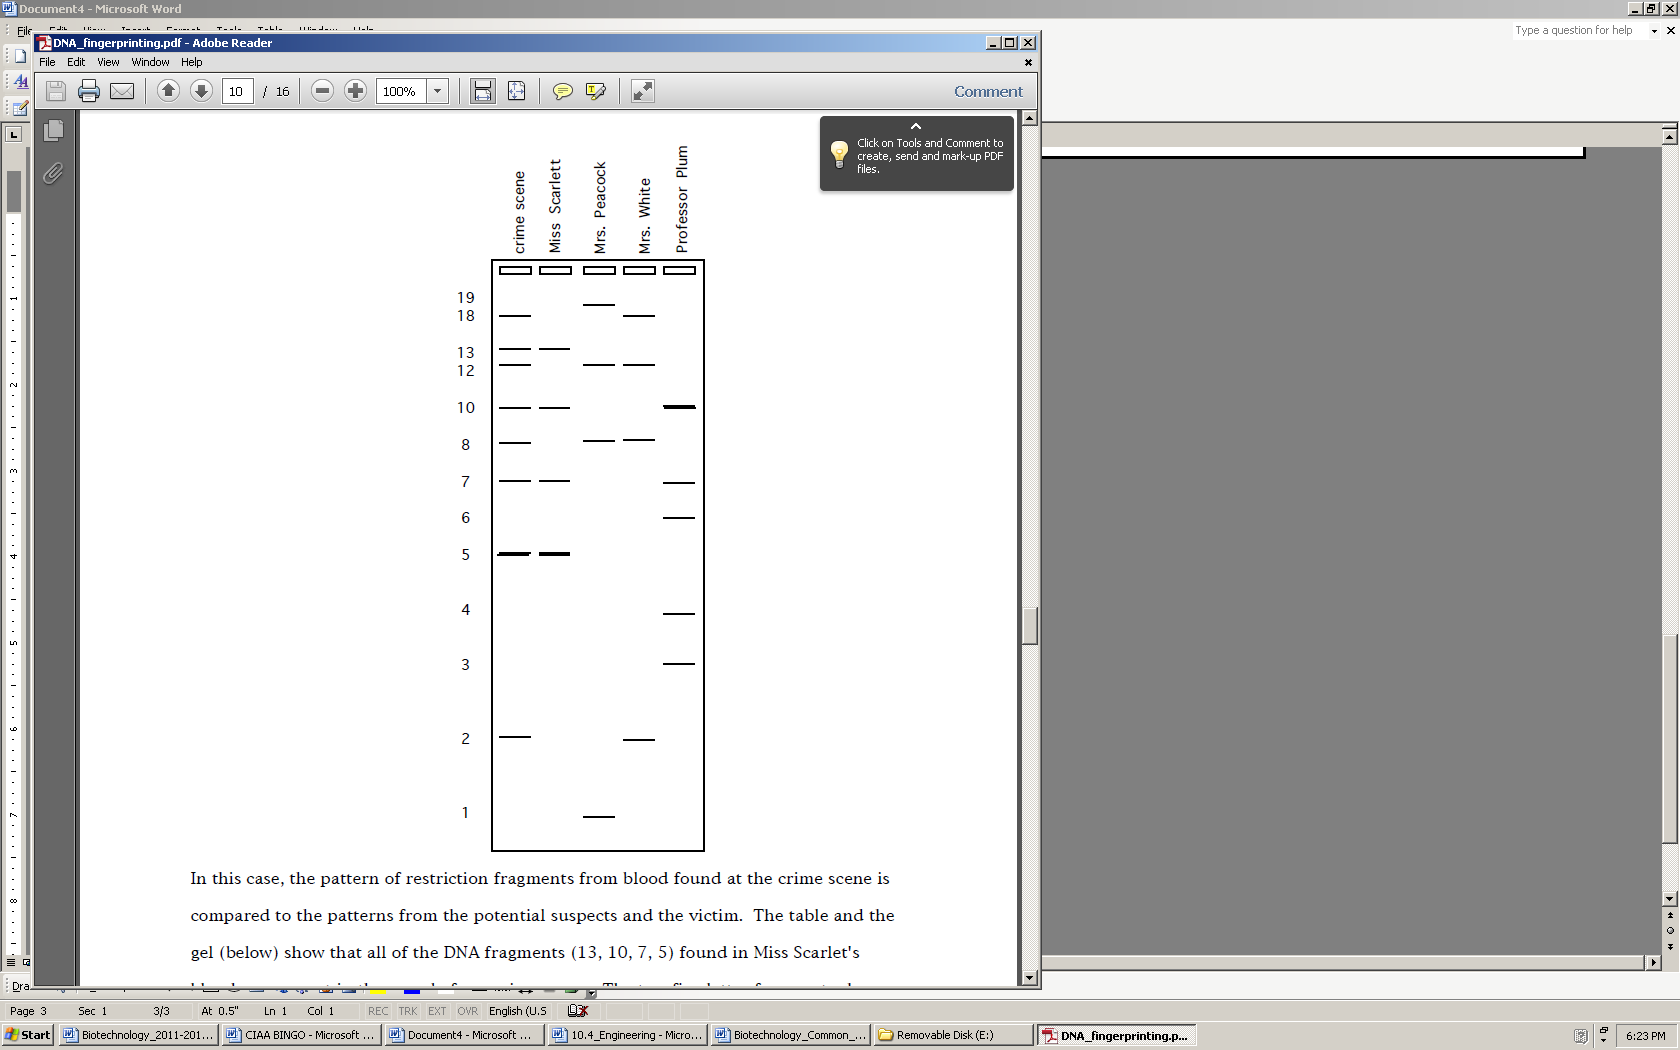 Document4 - Microsoft Word
Type a question for help
DNA_fingerprinting.pdf - Adobe Reader
File Edit View Window Help
10 / 16 100% Comment
Click on Tools and Comment to
create, send and mark-up PDF
files.
crime scene
Miss Scarlett
Mrs. Peacock
Mrs. White
Professor Plum
19
18
13
12
10
8
7
6
5
4
3
2
1
In this case, the pattern of restriction fragments from blood found at the crime scene is
compared to the patterns from the potential suspects and the victim. The table and the
gel (below) show that all of the DNA fragments (13, 10, 7, 5) found in Miss Scarlet's
Page 3 Sec 1 3/3 At 0.5" Ln 1 Col 1 REC TRK EXT OVR English (U.S
Start Biotechnology_2011-201... CIAA BINGO - Microsoft ... Document4 - Microsoft ... 10.4_Engineering - Micro... Biotechnology_Common_... Removable Disk (E:) DNA_fingerprinting.p... 6:23 PM